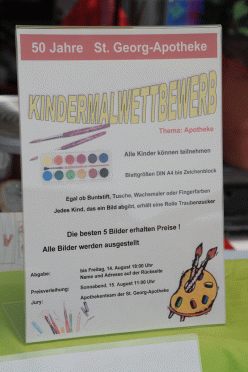 50 Jahre St. Georg-Apotheke
KINDERMALWETTBEWERB
Thema: Apotheke
Alle Kinder können teilnehmen
Blattgrößen DIN A4 bis Zeichenblock
Egal ob Buntstift, Tusche, Wachsmaler oder Fingerfarben
Jedes Kind, das ein Bild abgibt, erhält eine Rolle Traubenzucker
Die besten 5 Bilder erhalten Preise !
Alle Bilder werden ausgestellt
Abgabe: bis Freitag, 14. August 18:00 Uhr
Name und Adresse auf der Rückseite
Preisverleihung: Sonnabend, 15. August 11:00 Uhr
Jury: Apothekenteam der St. Georg-Apotheke